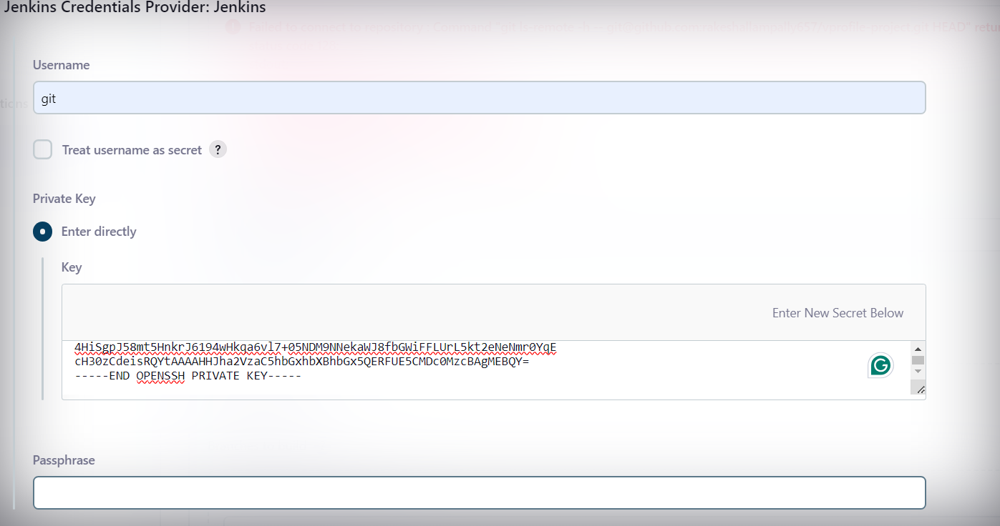 Jenkins Credentials Provider: Jenkins
Username
git
Treat username as secret ?
Private Key
Enter directly
Key
Enter New Secret Below
4HiSgpJ58mt5HnkrJ6194wHkqa6vl7+05NDM9NNekaWJ8fbGWiFFLUrL5kt2eNeNmr0YqE
cH30zCdeisRQYtAAAAHHJha2VzaC5hbGxhbXBhbGx5QERFUE5CMDc0MzcBAgMEBQY=
-----END OPENSSH PRIVATE KEY-----
Passphrase